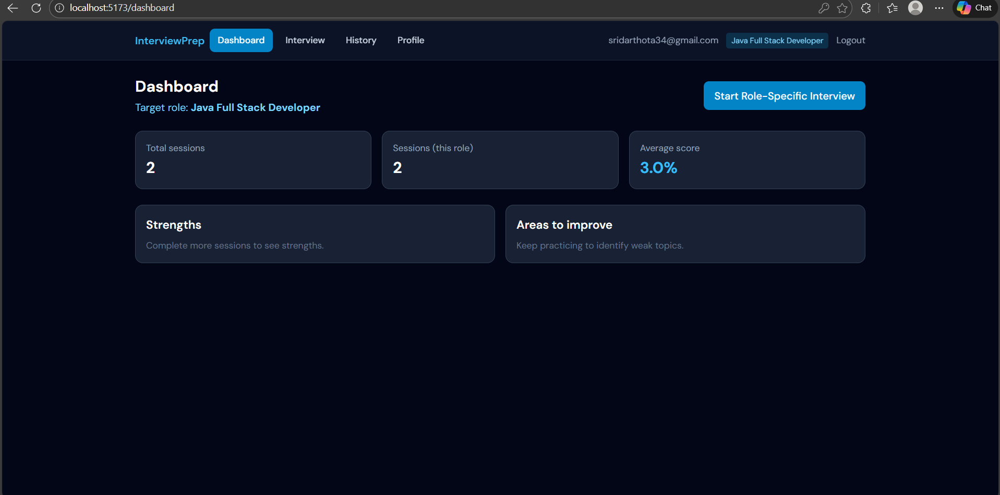 localhost:5173/dashboard
Chat
InterviewPrep Dashboard Interview History Profile sridarthota34@gmail.com Java Full Stack Developer Logout
Dashboard
Target role: Java Full Stack Developer
Start Role-Specific Interview
Total sessions
2
Sessions (this role)
2
Average score
3.0%
Strengths
Complete more sessions to see strengths.
Areas to improve
Keep practicing to identify weak topics.